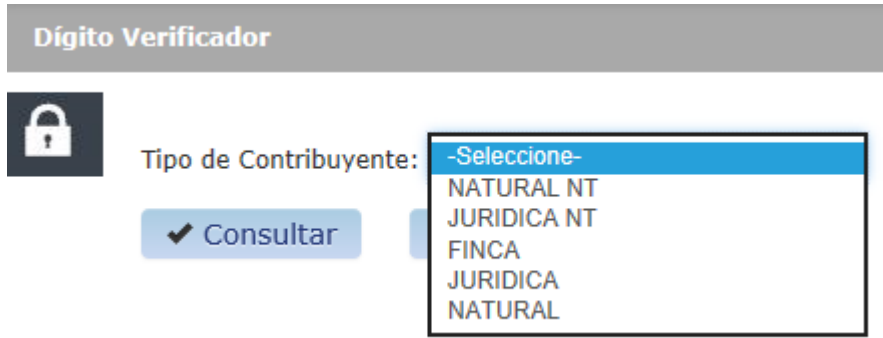 Dígito Verificador
Tipo de Contribuyente:
-Seleccione-
NATURAL NT
JURIDICA NT
FINCA
JURIDICA
NATURAL
Consultar